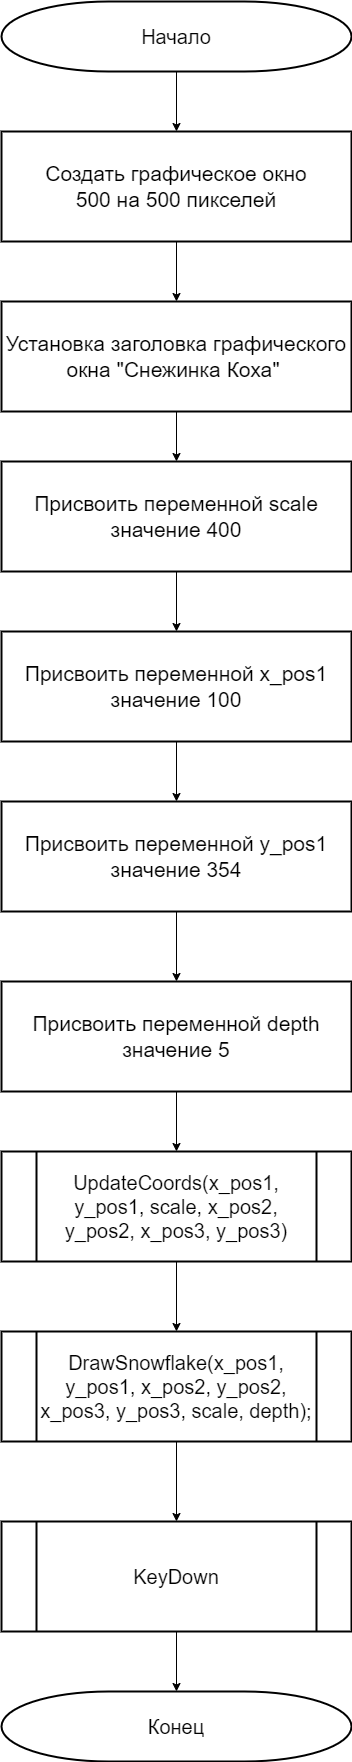 Начало
Создать графическое окно
500 на 500 пикселей
Установка заголовка графического
окна "Снежинка Коха"
Присвоить переменной scale
значение 400
Присвоить переменной x_pos1
значение 100
Присвоить переменной y_pos1
значение 354
Присвоить переменной depth
значение 5
UpdateCoords(x_pos1,
y_pos1, scale, x_pos2,
y_pos2, x_pos3, y_pos3)
DrawSnowflake(x_pos1,
y_pos1, x_pos2, y_pos2,
x_pos3, y_pos3, scale, depth);
KeyDown
Конец